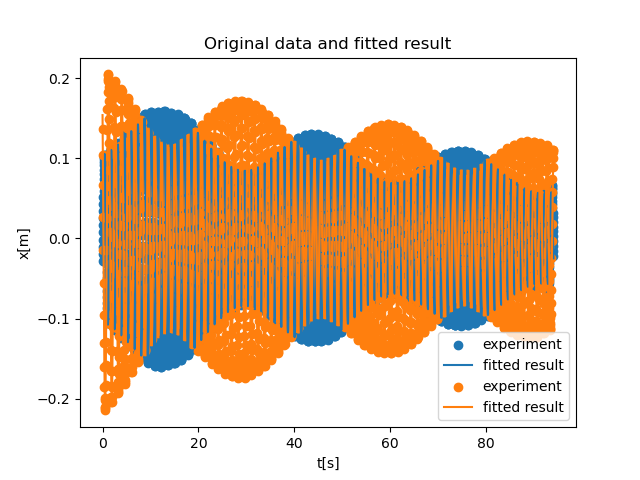 Original data and fitted result
x[m]
0.2
0.1
0.0
−0.1
−0.2
0
20
40
60
80
t[s]
experiment
fitted result
experiment
fitted result